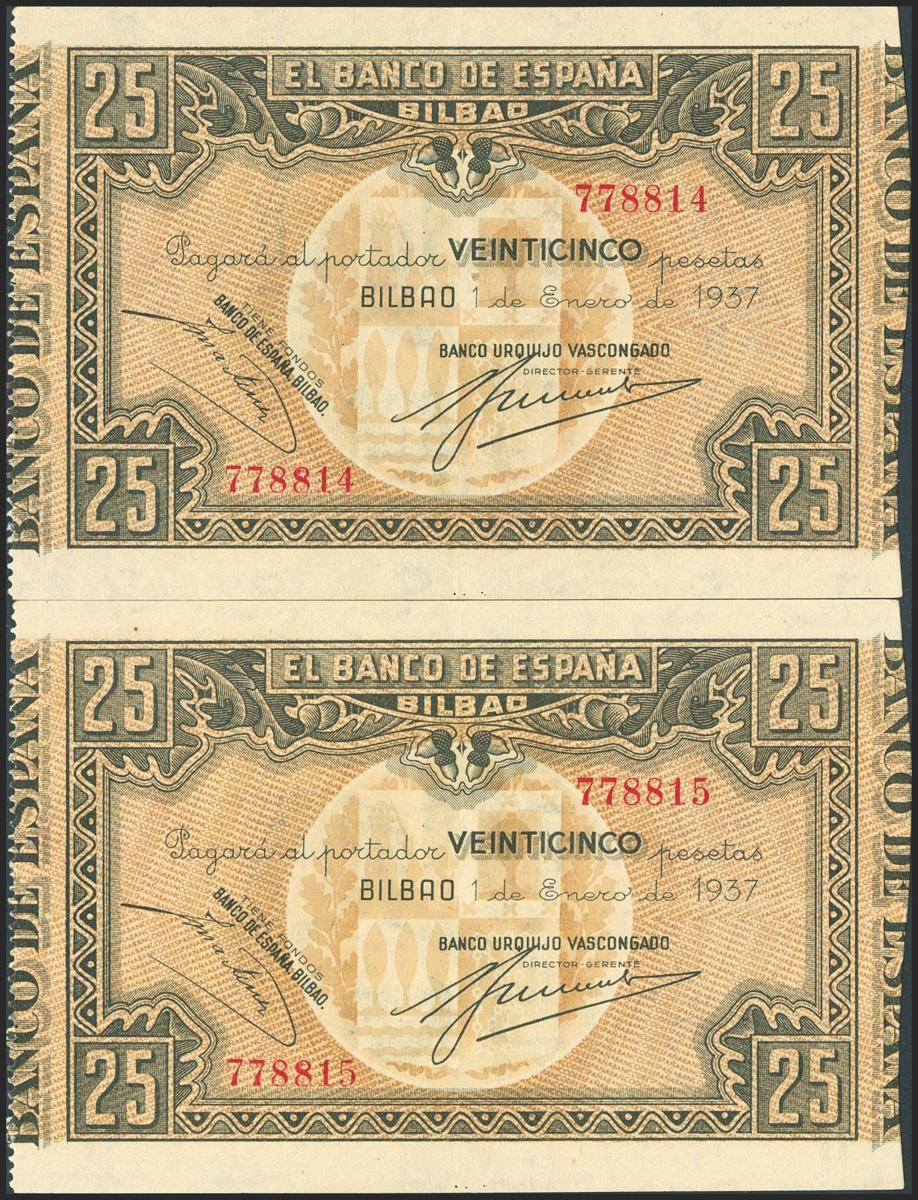 25 EL BANCO DE ESPAÑA 25
BILBAO
778814
Pagará al portador VEINTICINCO pesetas
BILBAO 1 de Enero de 1937
TIENE FONDOS
BANCO DE ESPAÑA. BILBAO.
BANCO URQUIJO VASCONGADO
DIRECTOR-GERENTE
778814
25 25
BANCO DE ESPAÑA
BANCO DE ESPAÑA
25 EL BANCO DE ESPAÑA 25
BILBAO
778815
Pagará al portador VEINTICINCO pesetas
BILBAO 1 de Enero de 1937
TIENE FONDOS
BANCO DE ESPAÑA. BILBAO.
BANCO URQUIJO VASCONGADO
DIRECTOR-GERENTE
778815
25 25
BANCO DE ESPAÑA
BANCO DE ESPAÑA